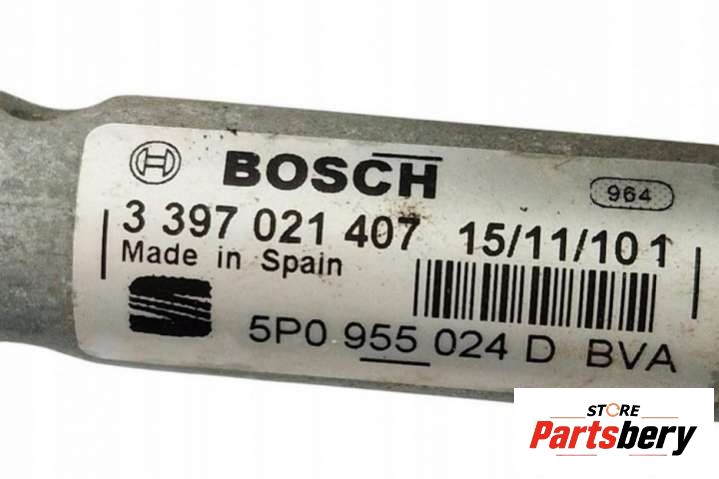 BOSCH
964
3 397 021 407 15/11/10 1
Made in Spain
5P0 955 024 D BVA
STORE
Partsbery